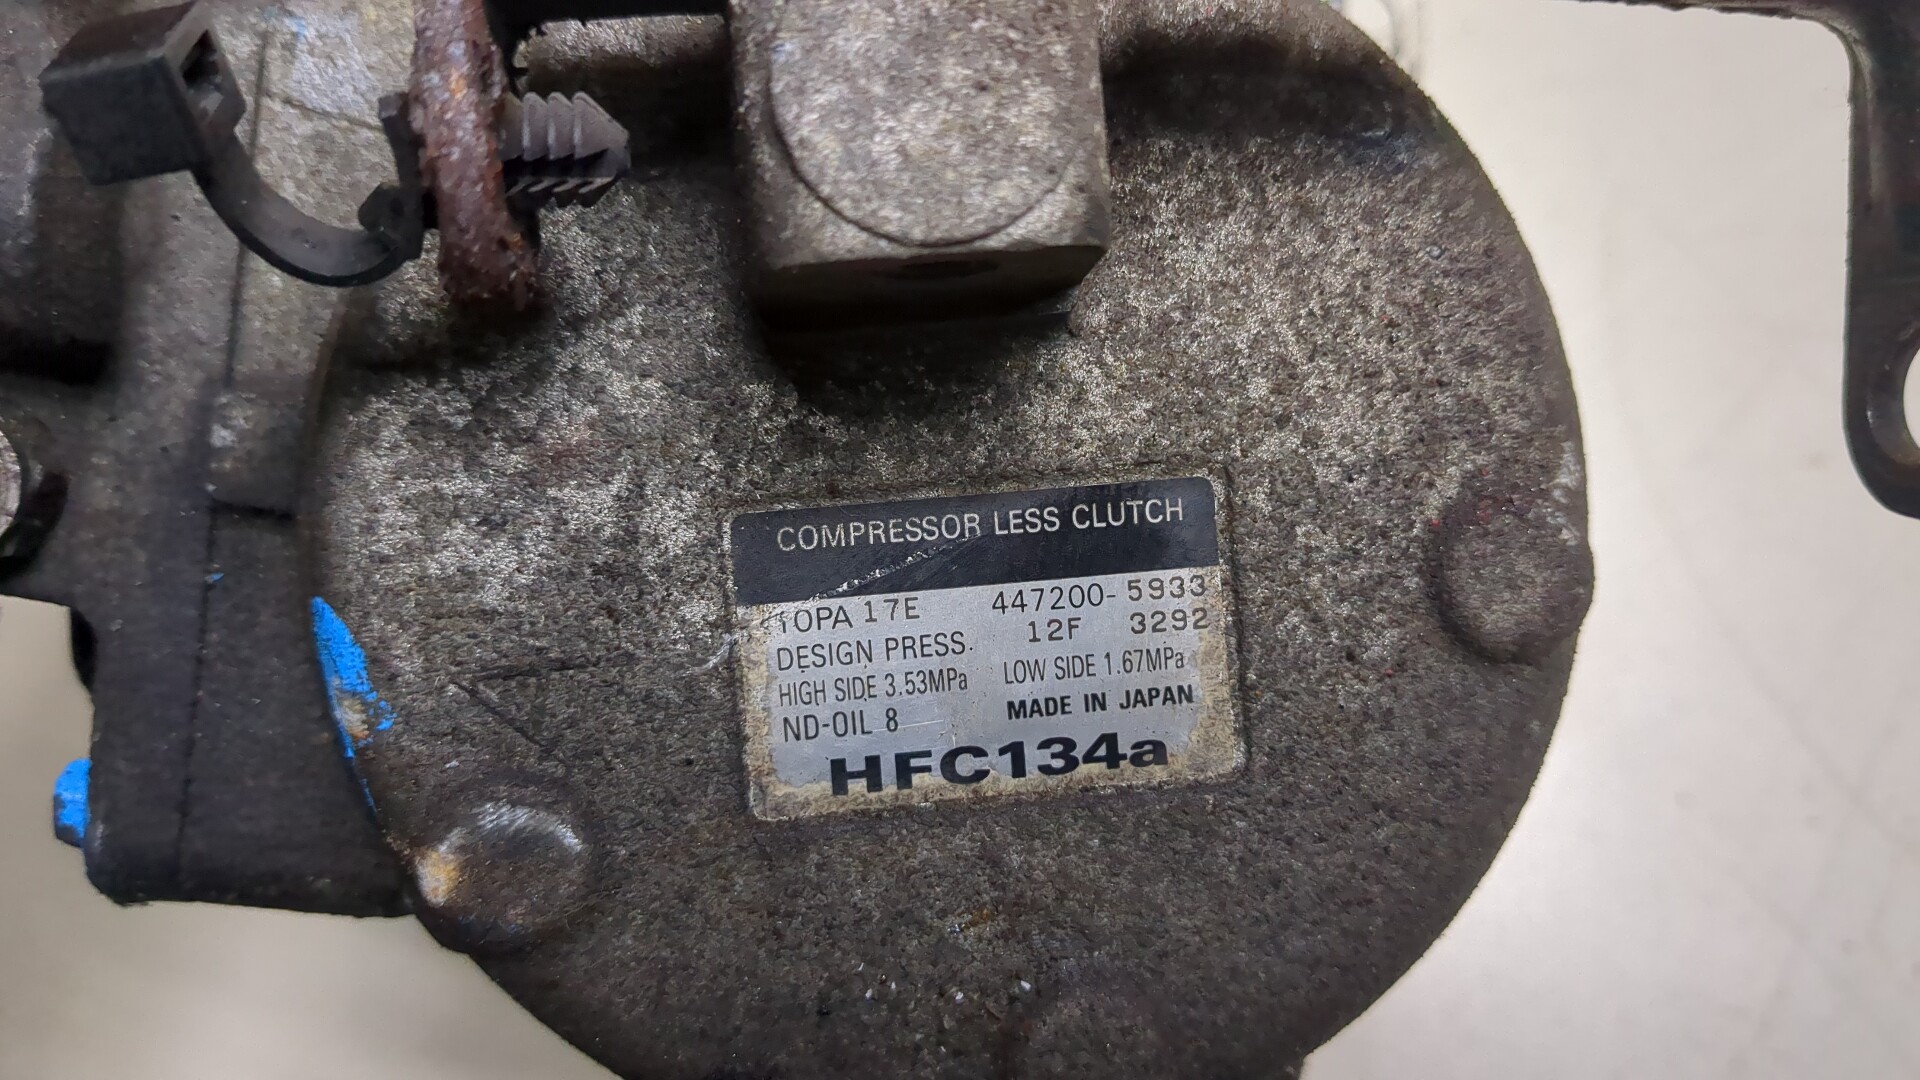 COMPRESSOR LESS CLUTCH
10PA 17E 447200-5933
DESIGN PRESS. 12F 3292
HIGH SIDE 3.53MPa LOW SIDE 1.67MPa
ND-OIL 8 MADE IN JAPAN
HFC134a